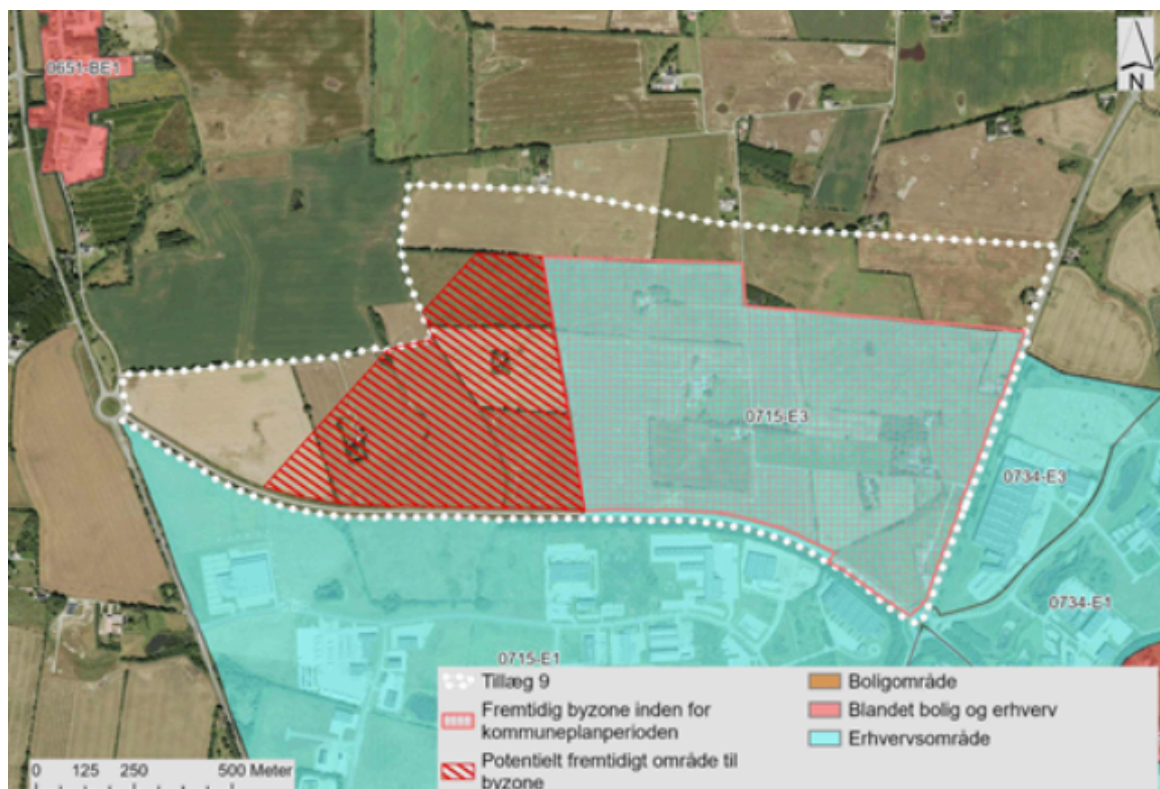 0651-BE1
N
0715-E3
0734-E3
0734-E1
0715-E1
Tillæg 9
Fremtidig byzone inden for
kommuneplanperioden
Potentielt fremtidigt område til
byzone
Boligområde
Blandet bolig og erhverv
Erhvervsområde
0 125 250 500 Meter